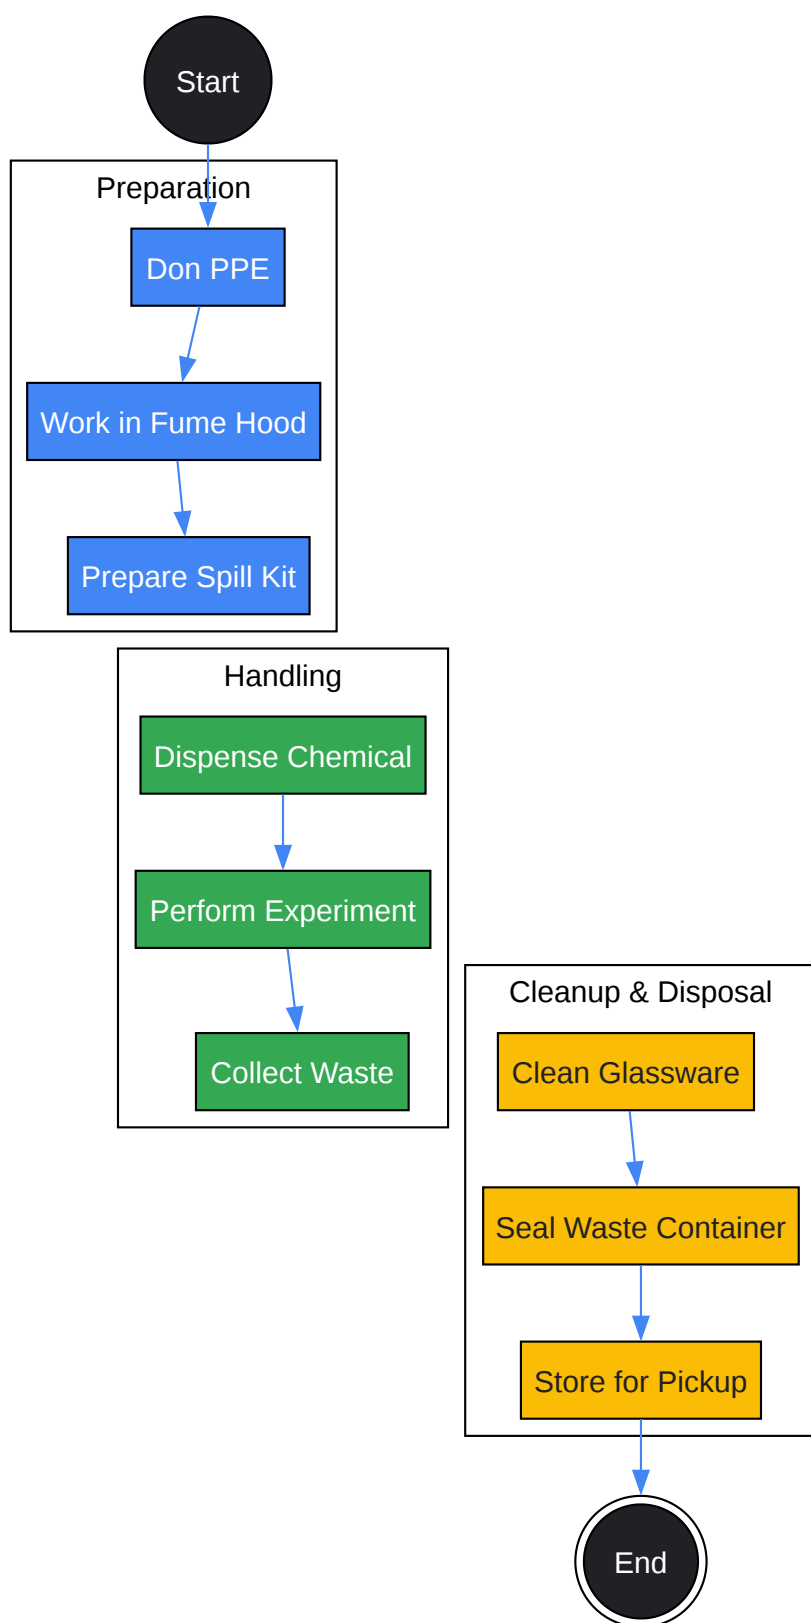 Start
Preparation
Don PPE
Work in Fume Hood
Prepare Spill Kit
Handling
Dispense Chemical
Perform Experiment
Collect Waste
Cleanup & Disposal
Clean Glassware
Seal Waste Container
Store for Pickup
End